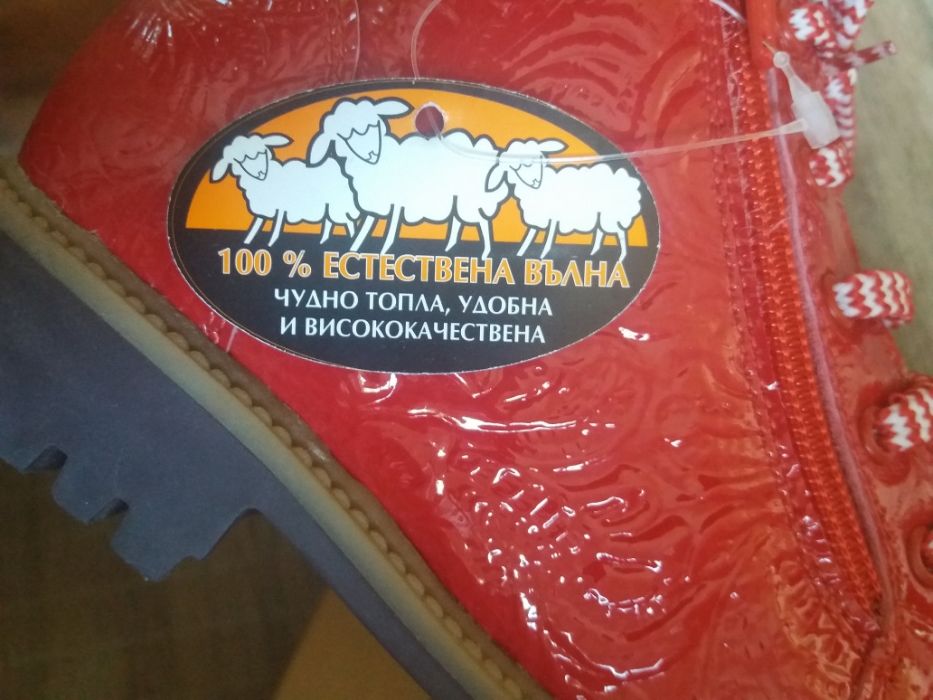 100 % ЕСТЕСТВЕНА ВЪЛНА
ЧУДНО ТОПЛА, УДОБНА
И ВИСОКОКАЧЕСТВЕНА